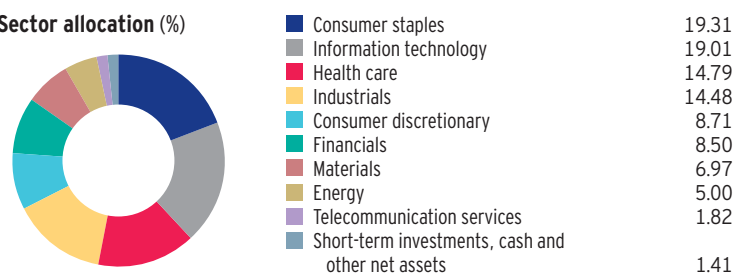 Sector allocation (%)
Consumer staples 19.31
Information technology 19.01
Health care 14.79
Industrials 14.48
Consumer discretionary 8.71
Financials 8.50
Materials 6.97
Energy 5.00
Telecommunication services 1.82
Short-term investments, cash and
other net assets 1.41